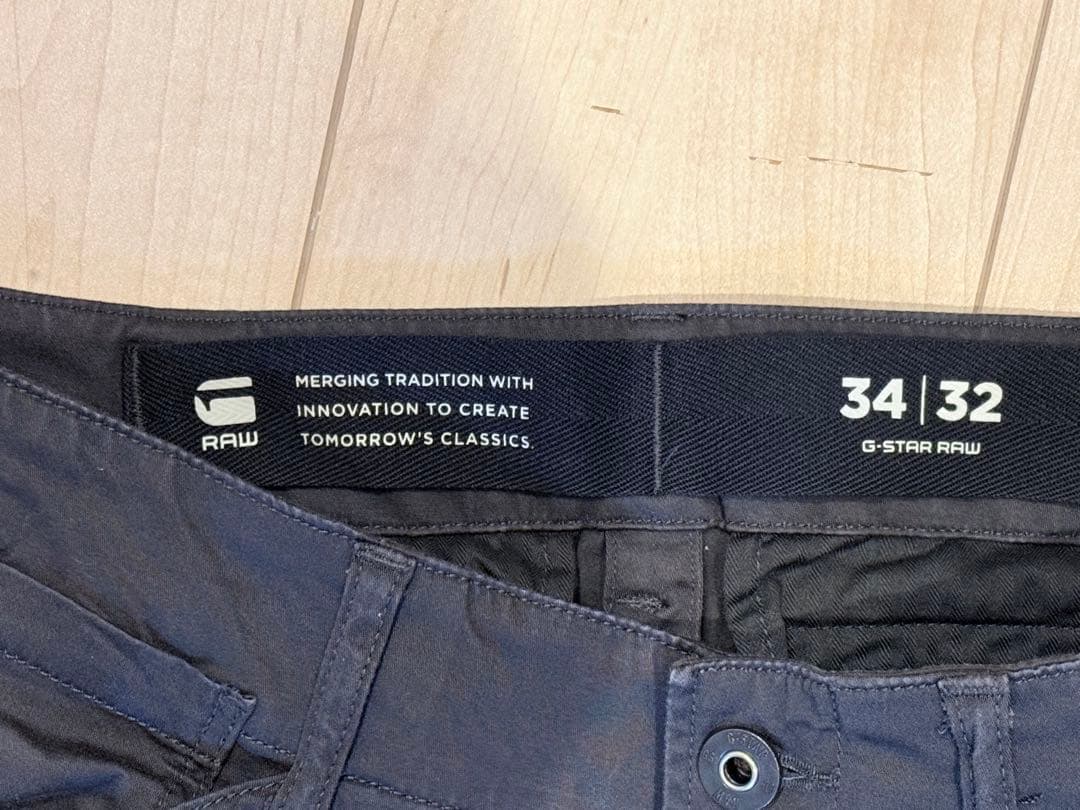 RAW
MERGING TRADITION WITH
INNOVATION TO CREATE
TOMORROW'S CLASSICS.
34|32
G-STAR RAW